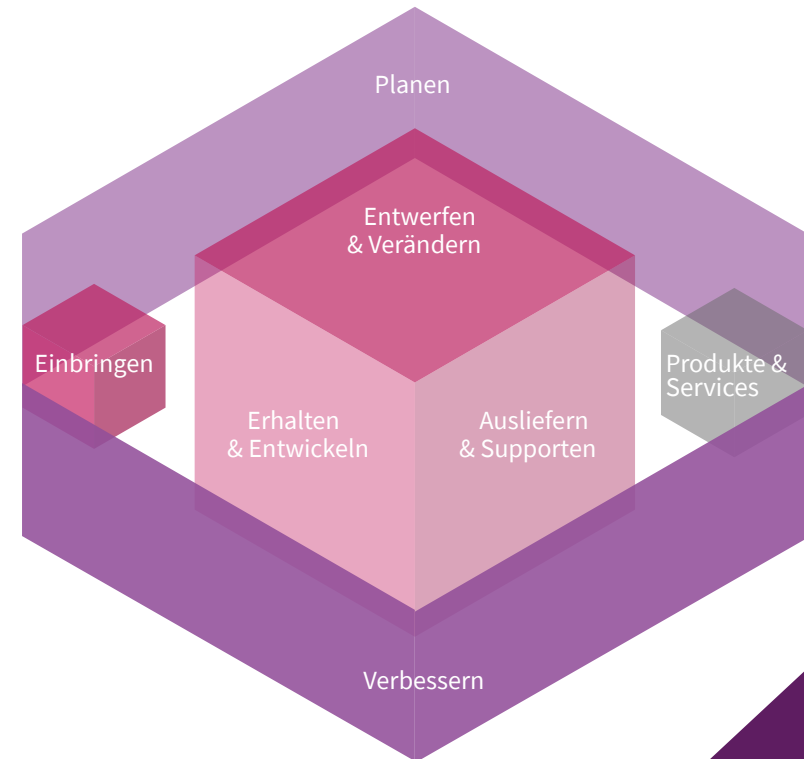 Planen
Entwerfen
& Verändern
Einbringen
Produkte &
Services
Erhalten
& Entwickeln
Ausliefern
& Supporten
Verbessern